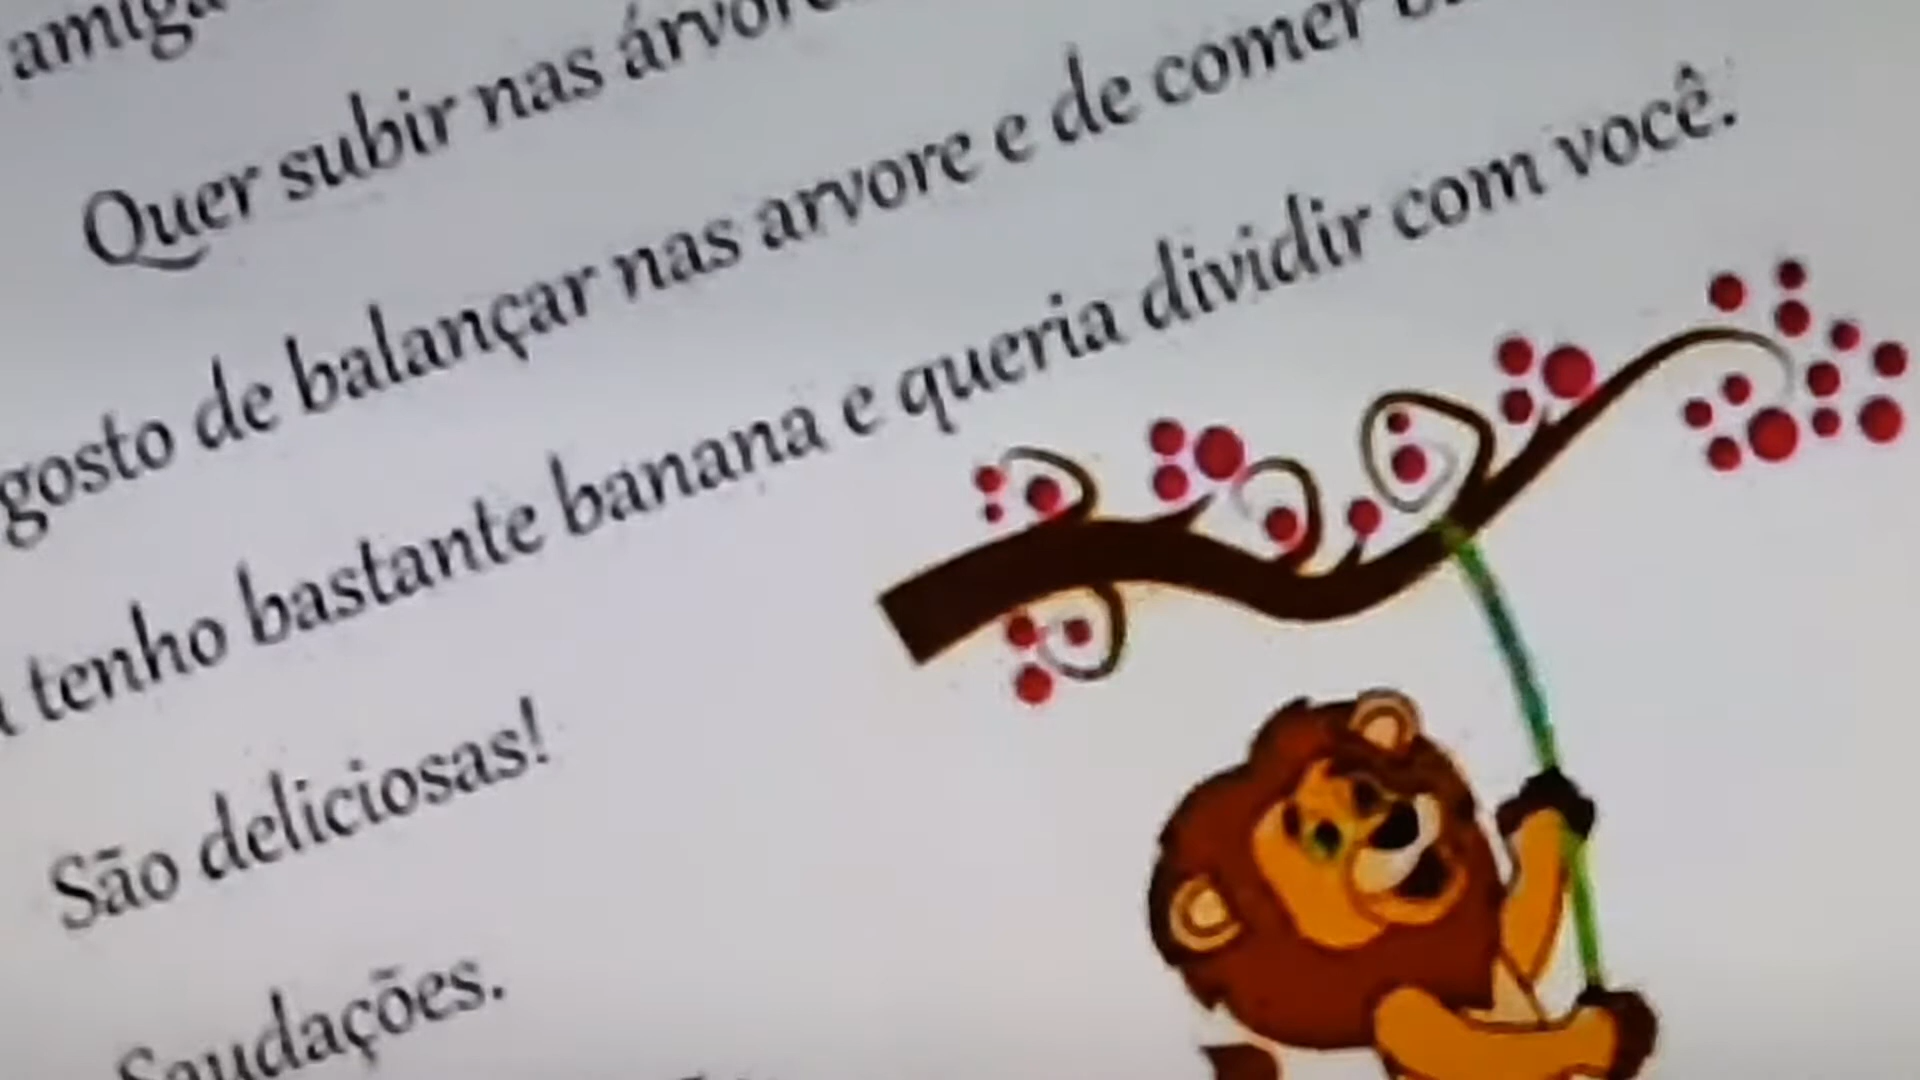 amiga
Quer subir nas
gosto de balançar nas arvore e de comer
tenho bastante banana e queria dividir com você.
São deliciosas!
Saudações.